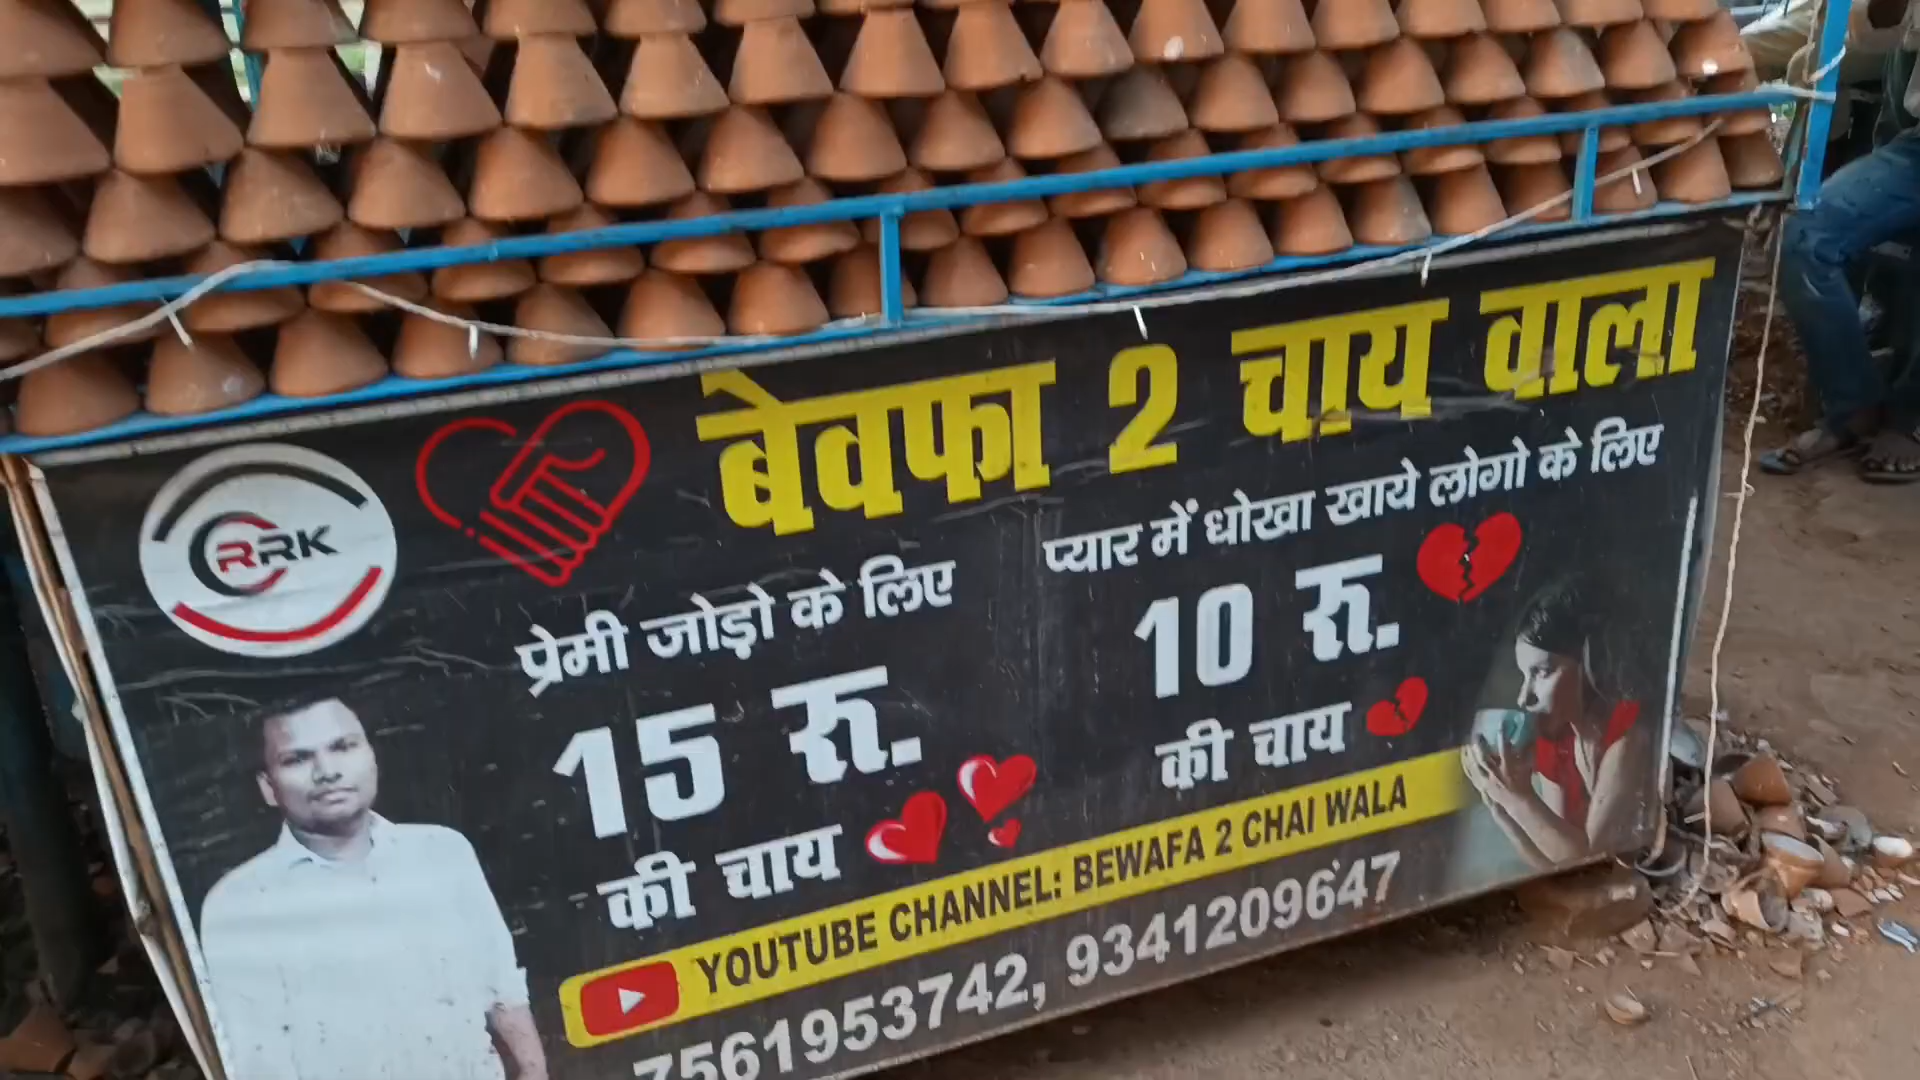 बेवफा 2 चाय वाला
RRK
प्रेमी जोड़ो के लिए
15 रू.
की चाय
प्यार में धोखा खाये लोगो के लिए
10 रू.
की चाय
YOUTUBE CHANNEL: BEWAFA 2 CHAI WALA
7561953742, 9341209647